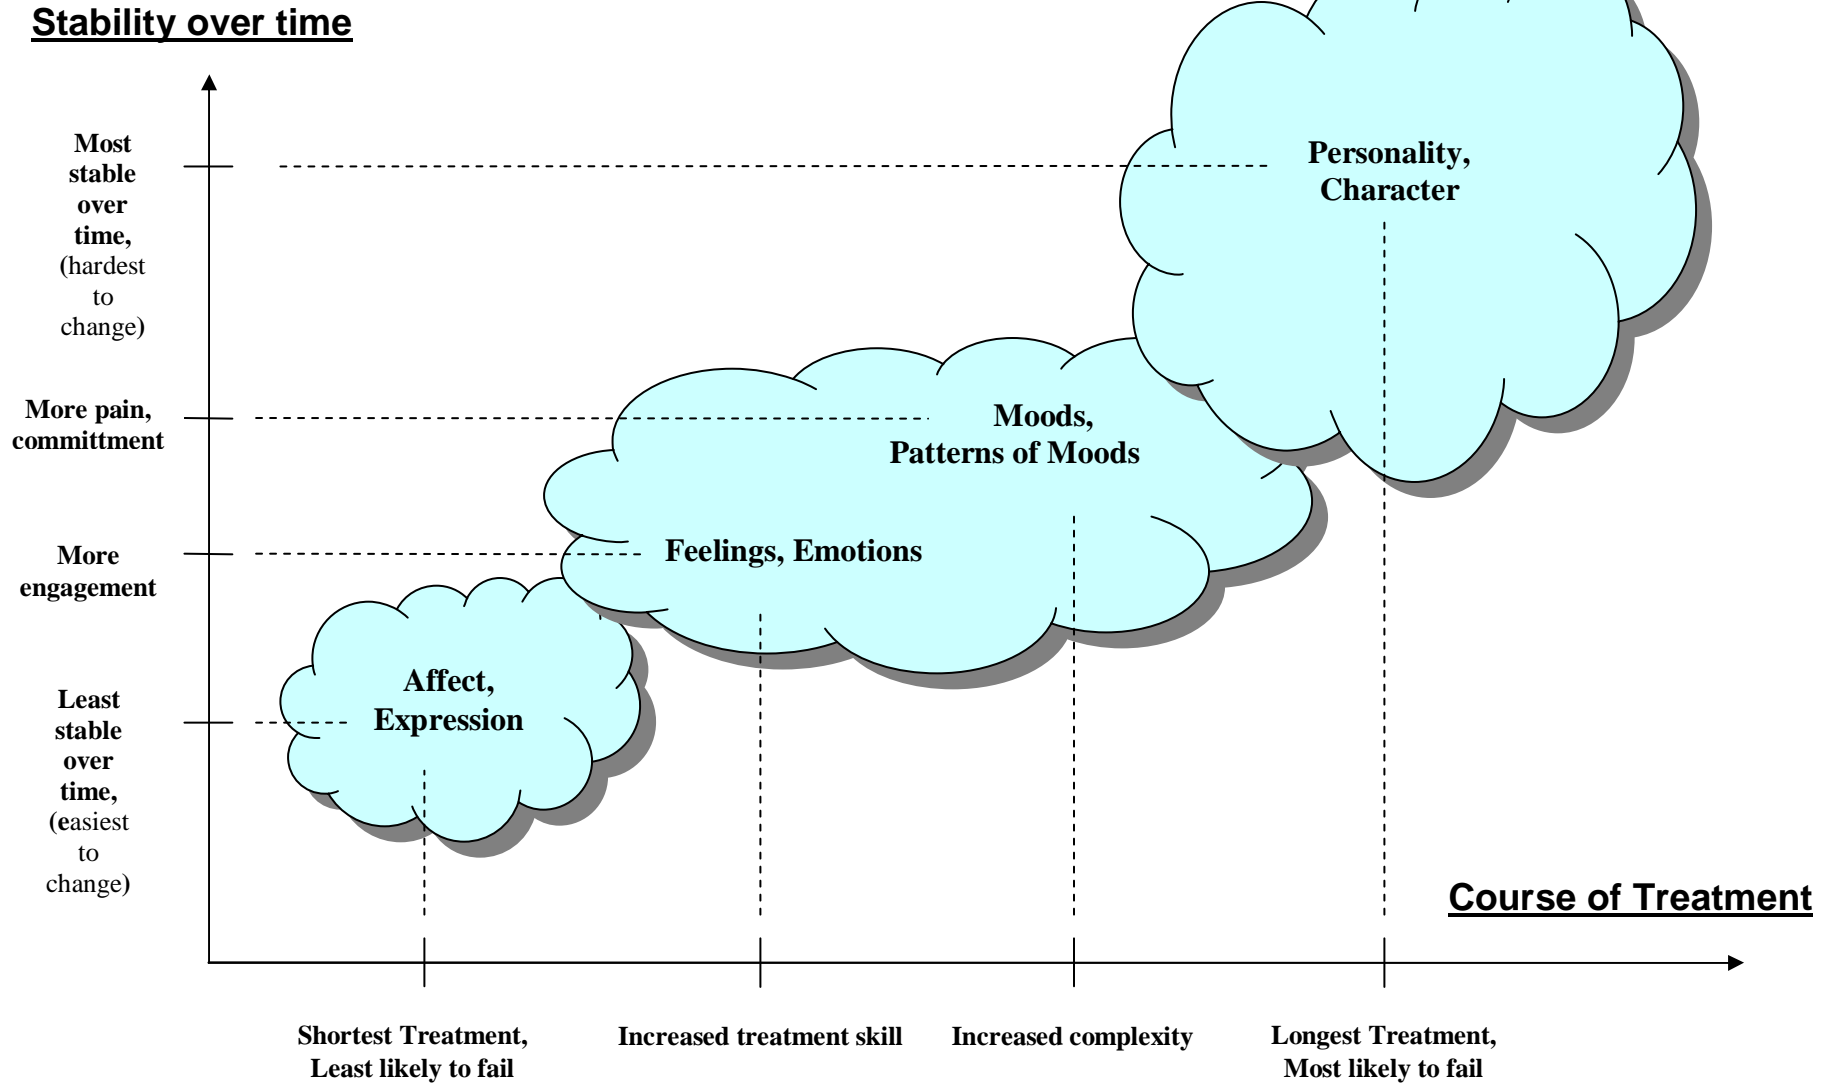 Stability over time
Most
stable
over
time,
(hardest
to
change)
Personality,
Character
More pain,
committment
Moods,
Patterns of Moods
More
engagement
Feelings, Emotions
Least
stable
over
time,
(easiest
to
change)
Affect,
Expression
Course of Treatment
Shortest Treatment,
Least likely to fail
Increased treatment skill
Increased complexity
Longest Treatment,
Most likely to fail